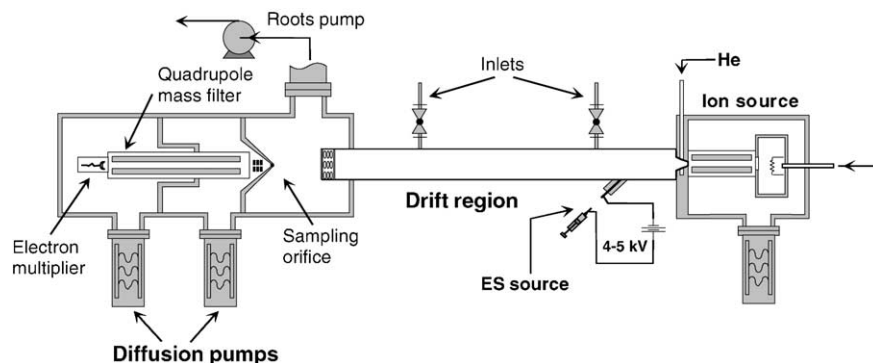 Roots pump
Quadrupole
mass filter
Inlets
He
Ion source
Drift region
Electron
multiplier
Sampling
orifice
4-5 kV
ES source
Diffusion pumps